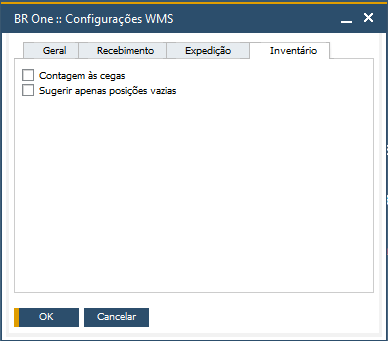 BR One :: Configurações WMS
Geral Recebimento Expedição Inventário
Contagem às cegas
Sugerir apenas posições vazias
OK Cancelar